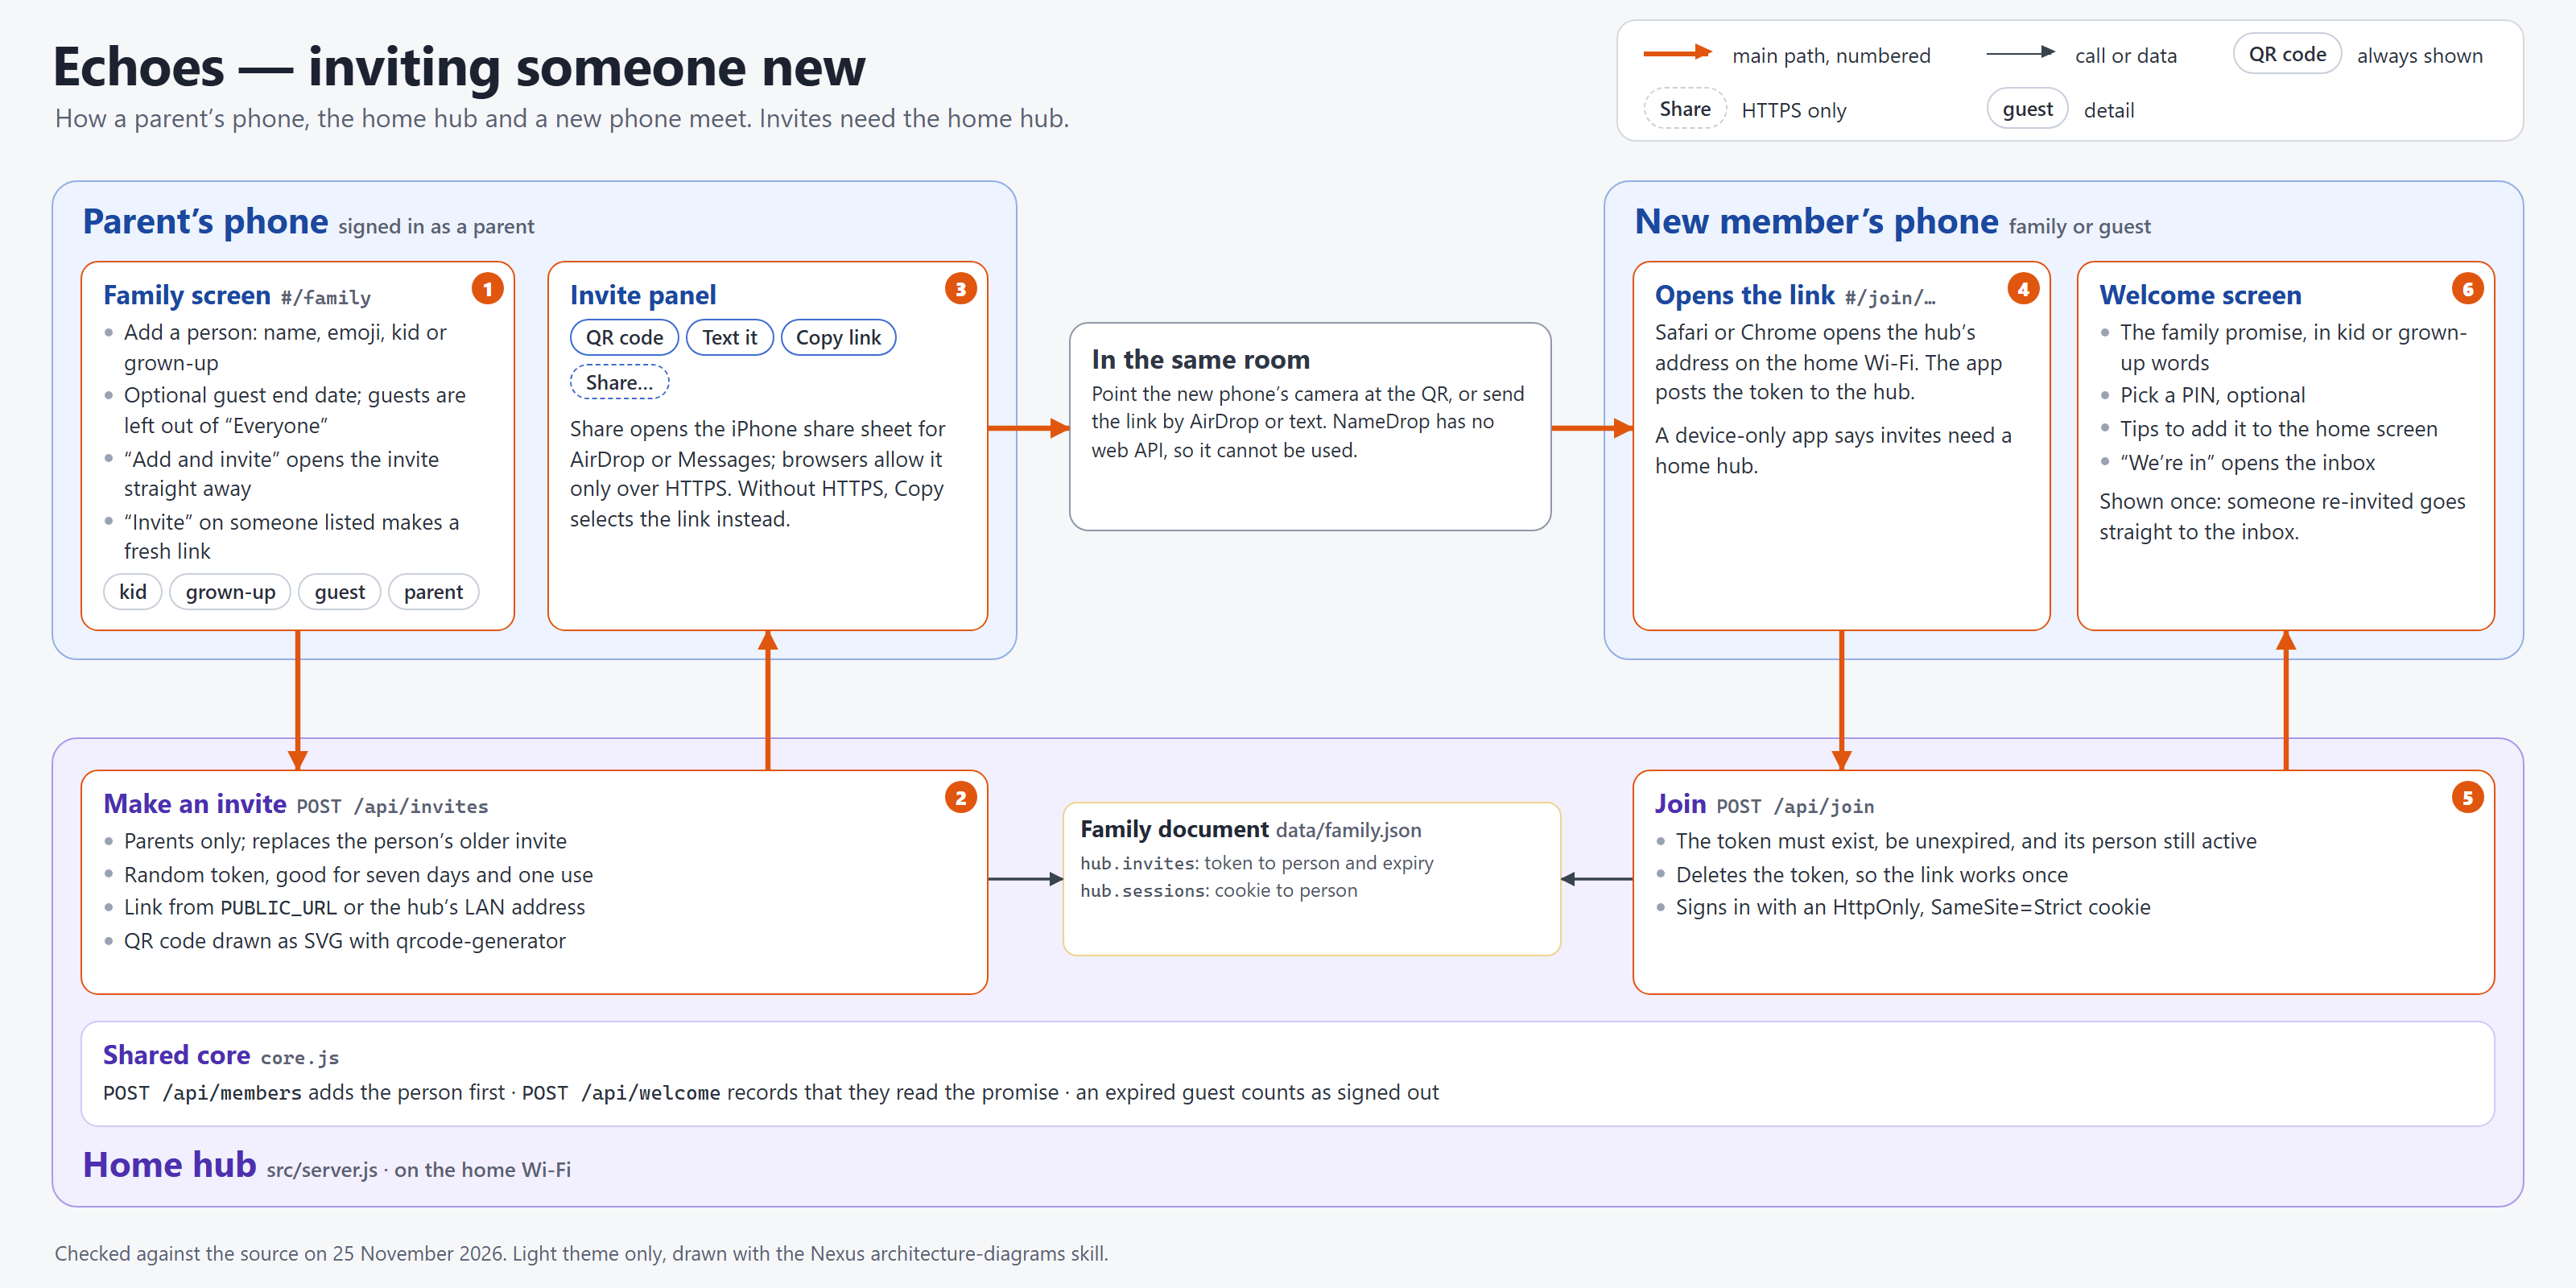 Echoes — inviting someone new
How a parent’s phone, the home hub and a new phone meet. Invites need the home hub.
main path, numbered
call or data
QR code always shown
Share HTTPS only
guest detail
Parent’s phone signed in as a parent
Family screen #/family
1
Add a person: name, emoji, kid or
grown-up
Optional guest end date; guests are
left out of “Everyone”
“Add and invite” opens the invite
straight away
“Invite” on someone listed makes a
fresh link
kid grown-up guest parent
Invite panel
3
QR code Text it Copy link
Share…
Share opens the iPhone share sheet for
AirDrop or Messages; browsers allow it
only over HTTPS. Without HTTPS, Copy
selects the link instead.
In the same room
Point the new phone’s camera at the QR, or send
the link by AirDrop or text. NameDrop has no
web API, so it cannot be used.
New member’s phone family or guest
Opens the link #/join/…
4
Safari or Chrome opens the hub’s
address on the home Wi-Fi. The app
posts the token to the hub.
A device-only app says invites need a
home hub.
Welcome screen
6
The family promise, in kid or grown-
up words
Pick a PIN, optional
Tips to add it to the home screen
“We’re in” opens the inbox
Shown once: someone re-invited goes
straight to the inbox.
Make an invite POST /api/invites
2
Parents only; replaces the person’s older invite
Random token, good for seven days and one use
Link from PUBLIC_URL or the hub’s LAN address
QR code drawn as SVG with qrcode-generator
Family document data/family.json
hub.invites: token to person and expiry
hub.sessions: cookie to person
Join POST /api/join
5
The token must exist, be unexpired, and its person still active
Deletes the token, so the link works once
Signs in with an HttpOnly, SameSite=Strict cookie
Shared core core.js
POST /api/members adds the person first · POST /api/welcome records that they read the promise · an expired guest counts as signed out
Home hub src/server.js · on the home Wi-Fi
Checked against the source on 25 November 2026. Light theme only, drawn with the Nexus architecture-diagrams skill.